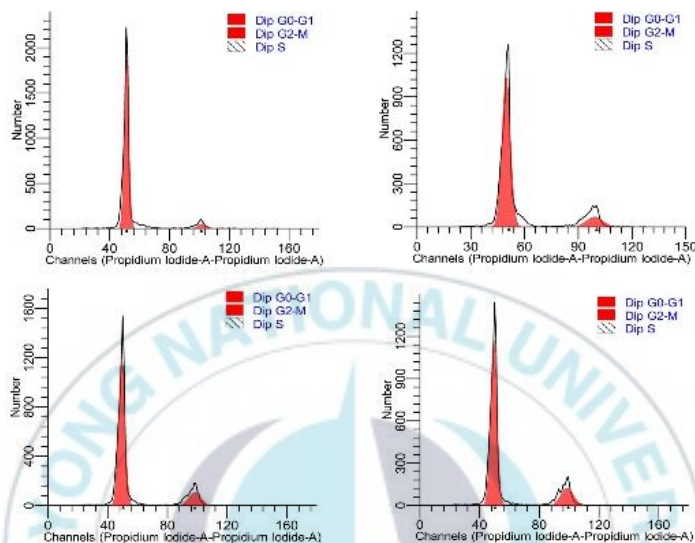 Dip G0-G1
Dip G2-M
Dip S
Number
2000
1500
1000
500
0
0 40 80 120 160
Channels (Propidium Iodide-A-Propidium Iodide-A)
Dip G0-G1
Dip G2-M
Dip S
Number
1200
900
600
300
0
0 30 60 90 120 150
Channels (Propidium Iodide-A-Propidium Iodide-A)
Dip G0-G1
Dip G2-M
Dip S
Number
1600
1200
800
400
0
0 40 80 120 160
Channels (Propidium Iodide-A-Propidium Iodide-A)
Dip G0-G1
Dip G2-M
Dip S
Number
1200
900
600
300
0
0 40 80 120 160
Channels (Propidium Iodide-A-Propidium Iodide-A)
YONG NATIONAL UNIVER